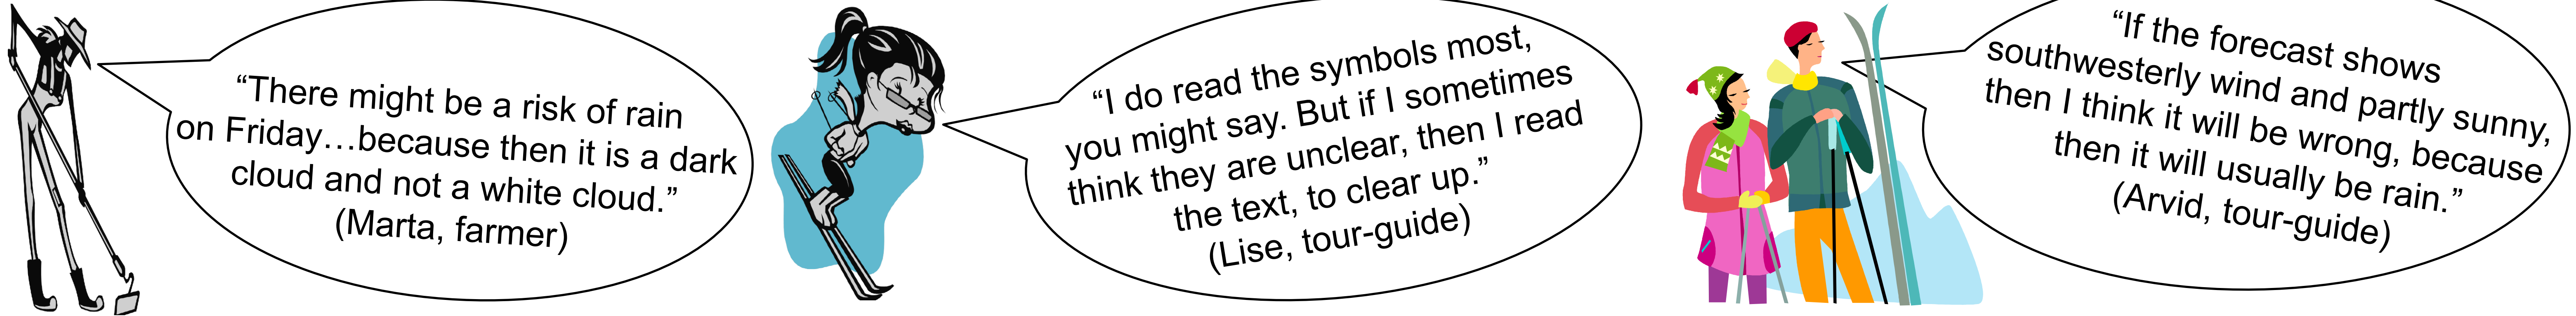 “There might be a risk of rain
on Friday…because then it is a dark
cloud and not a white cloud.”
(Marta, farmer)
“I do read the symbols most,
you might say. But if I sometimes
think they are unclear, then I read
the text, to clear up.”
(Lise, tour-guide)
“If the forecast shows
southwesterly wind and partly sunny,
then I think it will be wrong, because
then it will usually be rain.”
(Arvid, tour-guide)